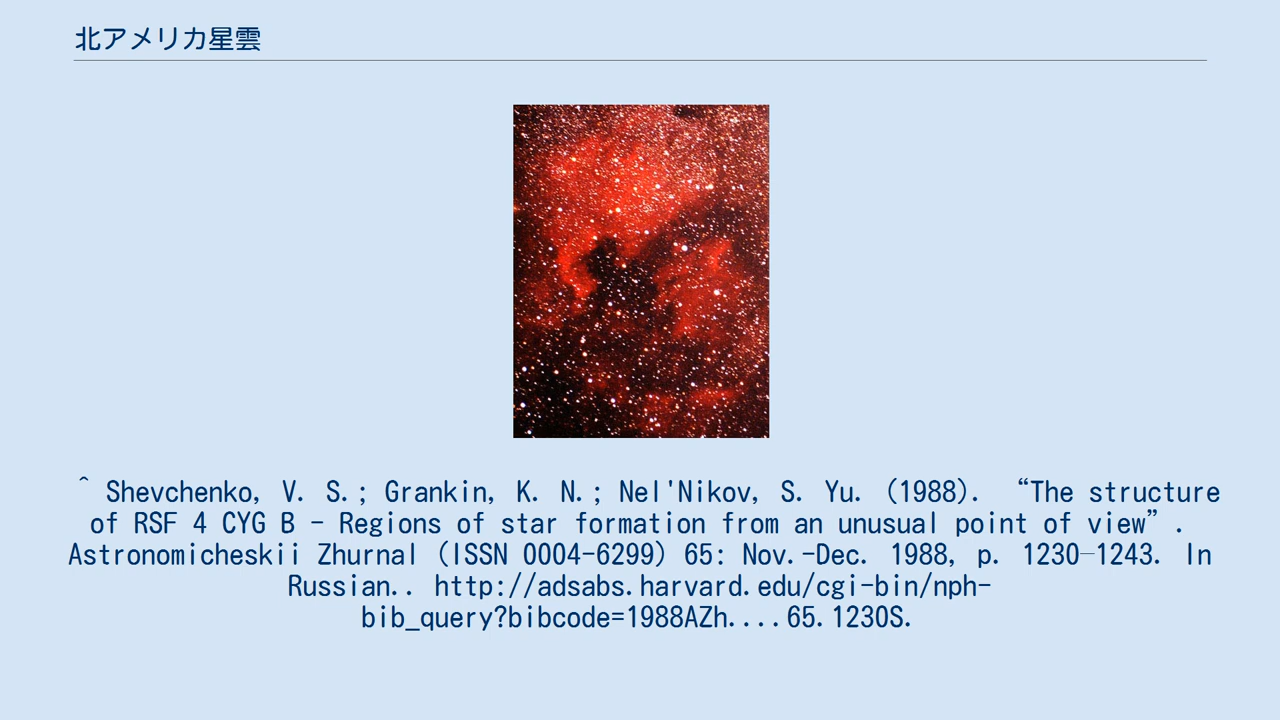 北アメリカ星雲
^ Shevchenko, V. S.; Grankin, K. N.; Nel'Nikov, S. Yu. (1988). “The structure
of RSF 4 CYG B - Regions of star formation from an unusual point of view”.
Astronomicheskii Zhurnal (ISSN 0004-6299) 65: Nov.-Dec. 1988, p. 1230–1243. In
Russian.. http://adsabs.harvard.edu/cgi-bin/nph-
bib_query?bibcode=1988AZh....65.1230S.